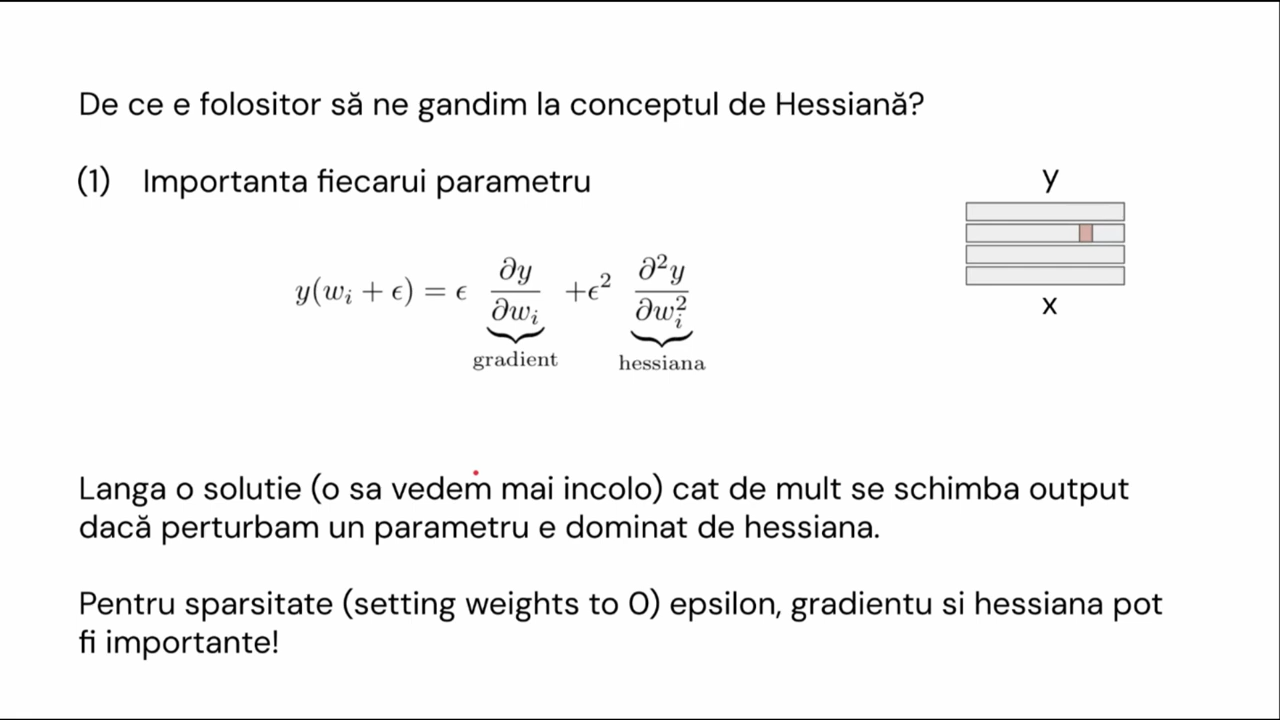 De ce e folositor să ne gandim la conceptul de Hessiană?
(1) Importanta fiecarui parametru
y
x
y(w_i + ϵ) = ϵ ∂y/∂w_i +ϵ² ∂²y/∂w_i²
gradient hessiana
Langa o solutie (o sa vedem mai incolo) cat de mult se schimba output
dacă perturbam un parametru e dominat de hessiana.
Pentru sparsitate (setting weights to 0) epsilon, gradientu si hessiana pot
fi importante!